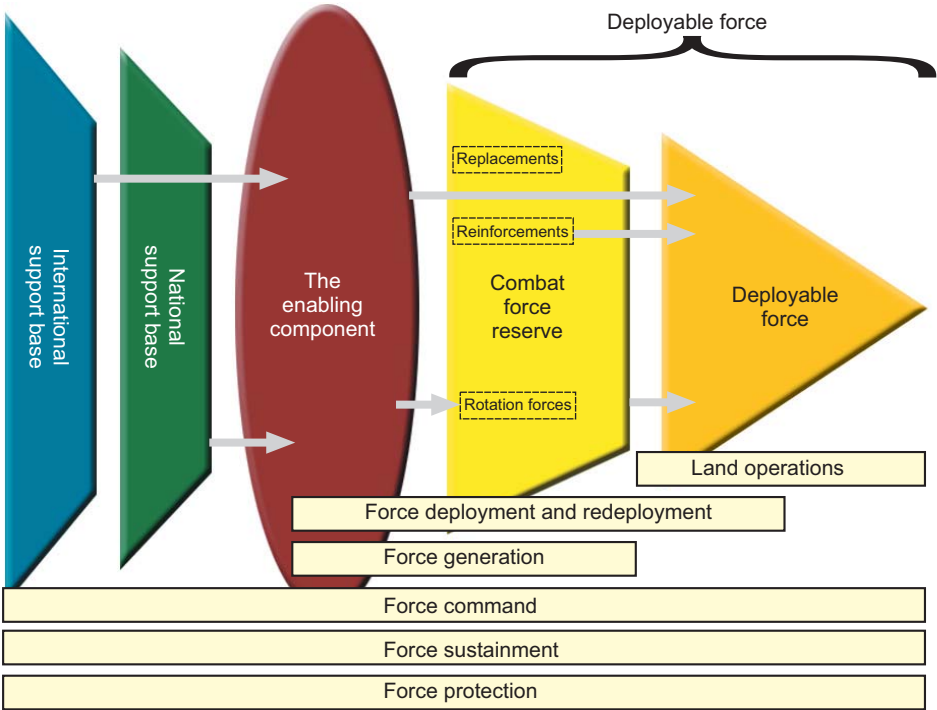 Deployable force
International
support base
National
support base
The
enabling
component
Replacements
Reinforcements
Combat
force
reserve
Rotation forces
Deployable
force
Land operations
Force deployment and redeployment
Force generation
Force command
Force sustainment
Force protection